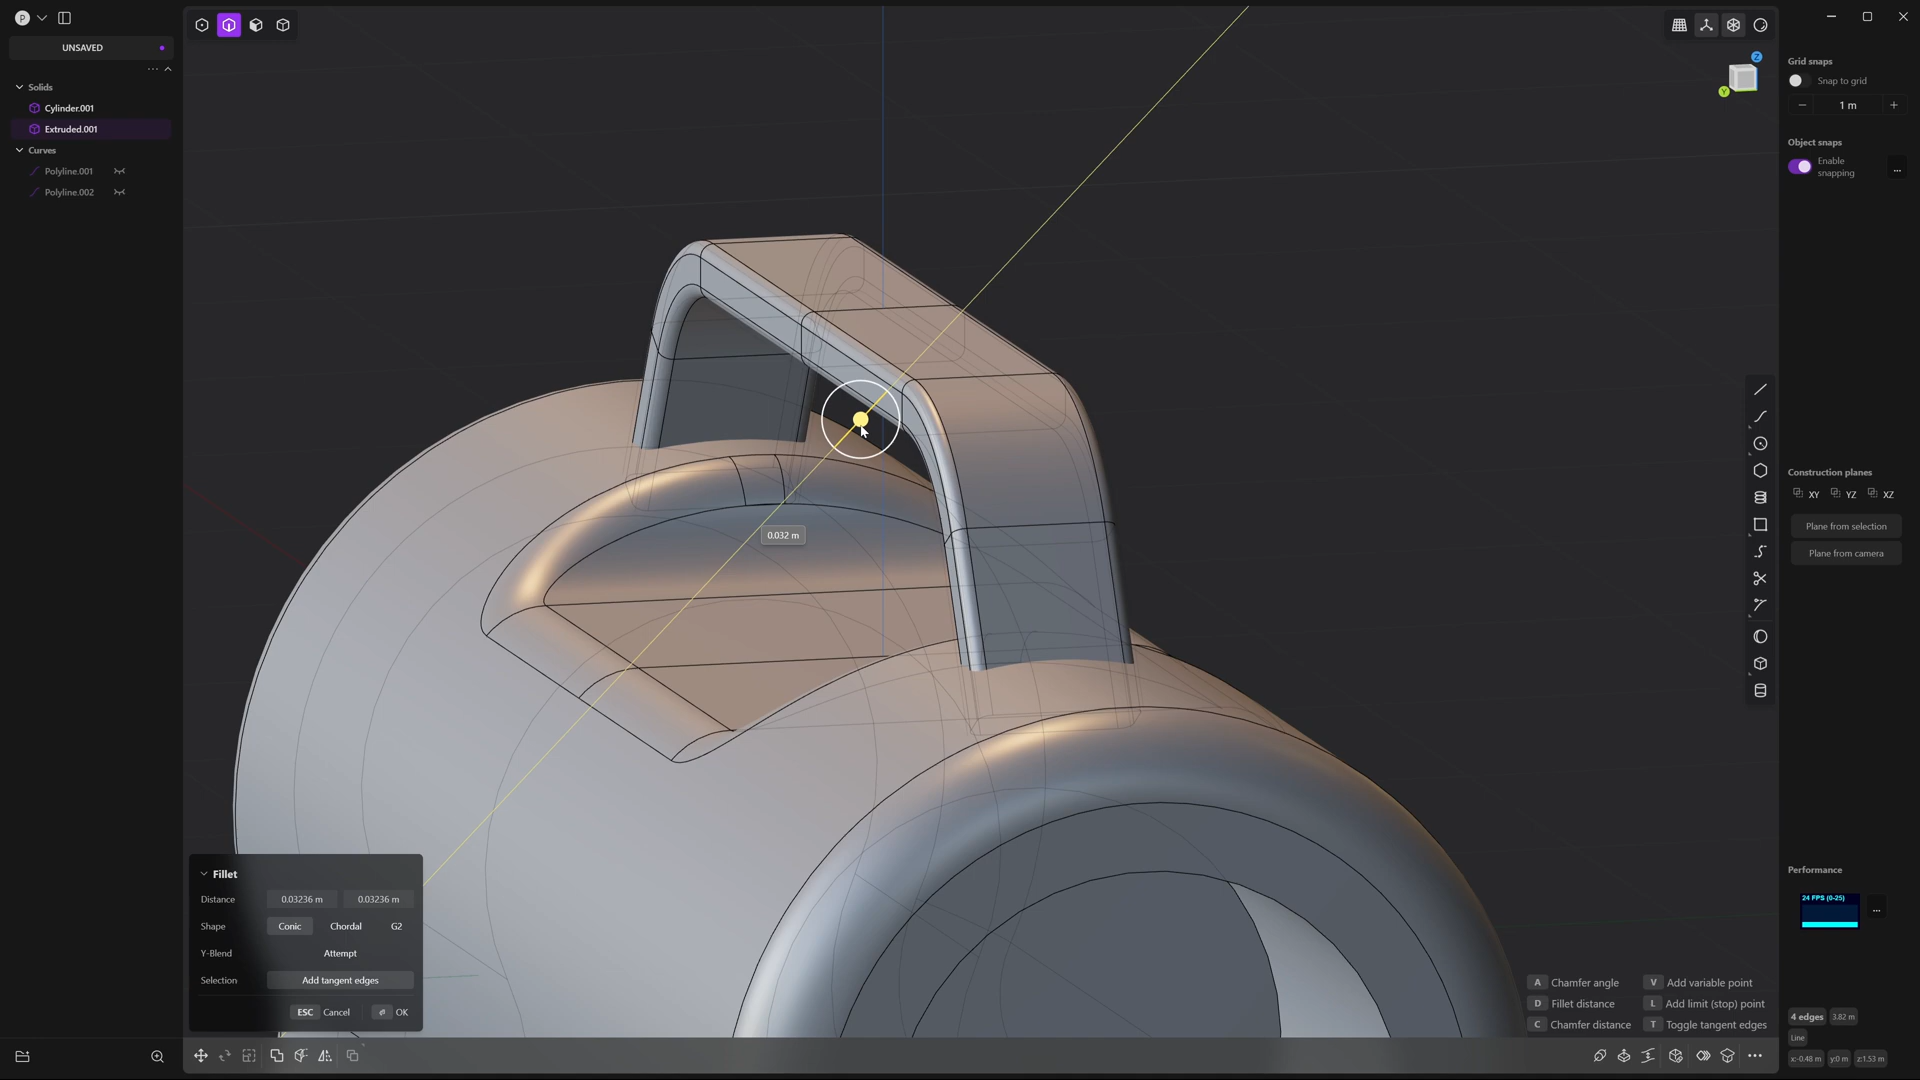 P
UNSAVED
Solids
Cylinder.001
Extruded.001
Curves
Polyline.001
Polyline.002
Z
Y
0.032 m
Fillet
Distance 0.03236 m 0.03236 m
Shape Conic Chordal G2
Y-Blend Attempt
Selection Add tangent edges
ESC Cancel OK
A Chamfer angle V Add variable point
D Fillet distance L Add limit (stop) point
C Chamfer distance T Toggle tangent edges
Grid snaps
Snap to grid
1 m
Object snaps
Enable
snapping
...
Construction planes
XY YZ XZ
Plane from selection
Plane from camera
Performance
24 FPS (0-25)
...
4 edges 3.82 m
Line
x:-0.48 m y:0 m z:1.53 m